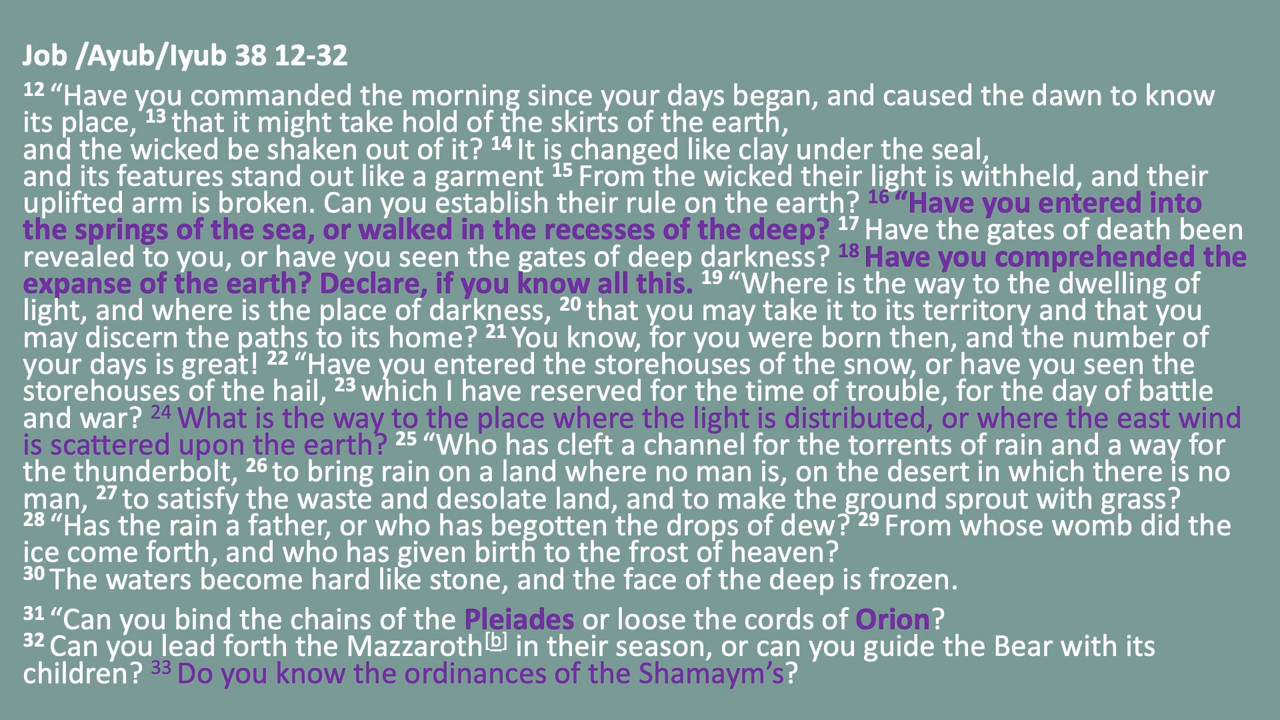 Job /Ayub/Iyub 38 12-32
12 “Have you commanded the morning since your days began, and caused the dawn to know
its place, 13 that it might take hold of the skirts of the earth,
and the wicked be shaken out of it? 14 It is changed like clay under the seal,
and its features stand out like a garment 15 From the wicked their light is withheld, and their
uplifted arm is broken. Can you establish their rule on the earth? 16 “Have you entered into
the springs of the sea, or walked in the recesses of the deep? 17 Have the gates of death been
revealed to you, or have you seen the gates of deep darkness? 18 Have you comprehended the
expanse of the earth? Declare, if you know all this. 19 “Where is the way to the dwelling of
light, and where is the place of darkness, 20 that you may take it to its territory and that you
may discern the paths to its home? 21 You know, for you were born then, and the number of
your days is great! 22 “Have you entered the storehouses of the snow, or have you seen the
storehouses of the hail, 23 which I have reserved for the time of trouble, for the day of battle
and war? 24 What is the way to the place where the light is distributed, or where the east wind
is scattered upon the earth? 25 “Who has cleft a channel for the torrents of rain and a way for
the thunderbolt, 26 to bring rain on a land where no man is, on the desert in which there is no
man, 27 to satisfy the waste and desolate land, and to make the ground sprout with grass?
28 “Has the rain a father, or who has begotten the drops of dew? 29 From whose womb did the
ice come forth, and who has given birth to the frost of heaven?
30 The waters become hard like stone, and the face of the deep is frozen.
31 “Can you bind the chains of the Pleiades or loose the cords of Orion?
32 Can you lead forth the Mazzaroth[b] in their season, or can you guide the Bear with its
children? 33 Do you know the ordinances of the Shamaym’s?